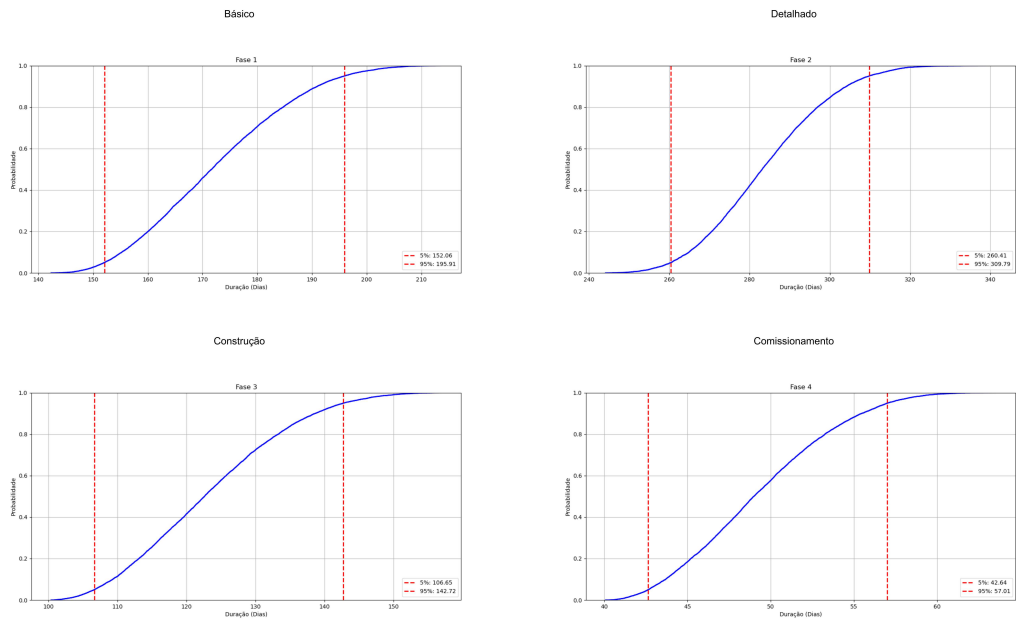 Básico
Fase 1
1.0
0.8
0.6
0.4
0.2
0.0
Probabilidade
140 150 160 170 180 190 200 210
Duração (Dias)
5%: 152.06
95%: 195.91
Detalhado
Fase 2
1.0
0.8
0.6
0.4
0.2
0.0
Probabilidade
240 260 280 300 320 340
Duração (Dias)
5%: 260.41
95%: 309.79
Construção
Fase 3
1.0
0.8
0.6
0.4
0.2
0.0
Probabilidade
100 110 120 130 140 150
Duração (Dias)
5%: 106.65
95%: 142.72
Comissionamento
Fase 4
1.0
0.8
0.6
0.4
0.2
0.0
Probabilidade
40 45 50 55 60
Duração (Dias)
5%: 42.64
95%: 57.01